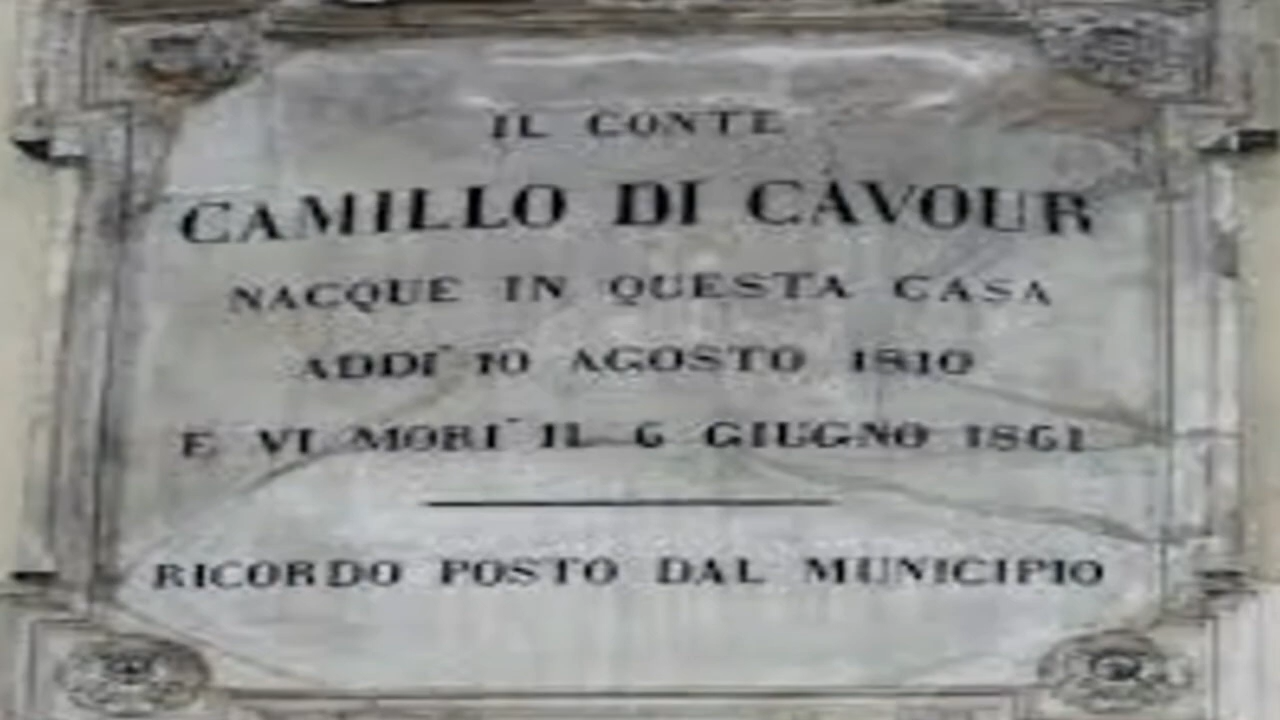 IL CONTE
CAMILLO DI CAVOUR
NACQUE IN QUESTA CASA
ADDI' 10 AGOSTO 1810
E VI MORI' IL 6 GIUGNO 1861
RICORDO POSTO DAL MUNICIPIO